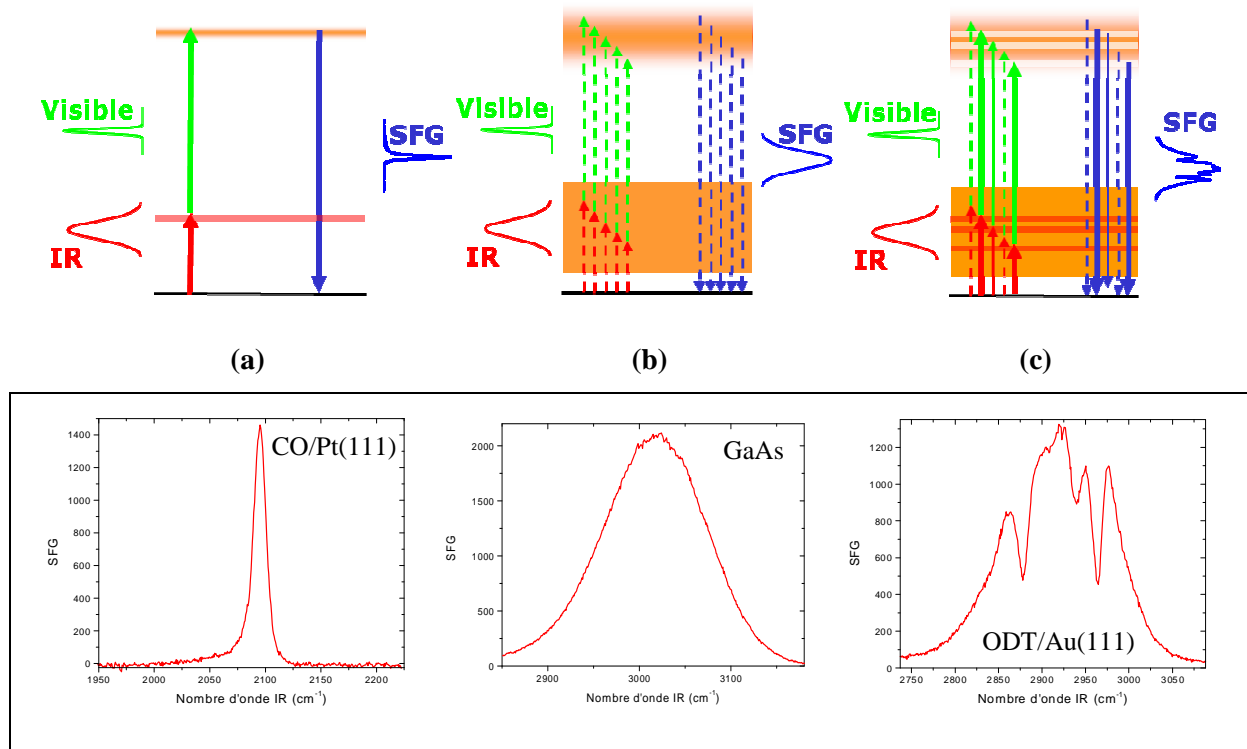 Visible
SFG
IR
Visible
SFG
IR
Visible
SFG
IR
(a)
(b)
(c)
CO/Pt(111)
SFG
1400
1200
1000
800
600
400
200
0
1950
2000
2050
2100
2150
2200
Nombre d'onde IR (cm-1)
GaAs
SFG
2000
1500
1000
500
0
2900
3000
3100
Nombre d'onde IR (cm-1)
ODT/Au(111)
SFG
1200
1000
800
600
400
200
0
2750
2800
2850
2900
2950
3000
3050
Nombre d'onde IR (cm-1)